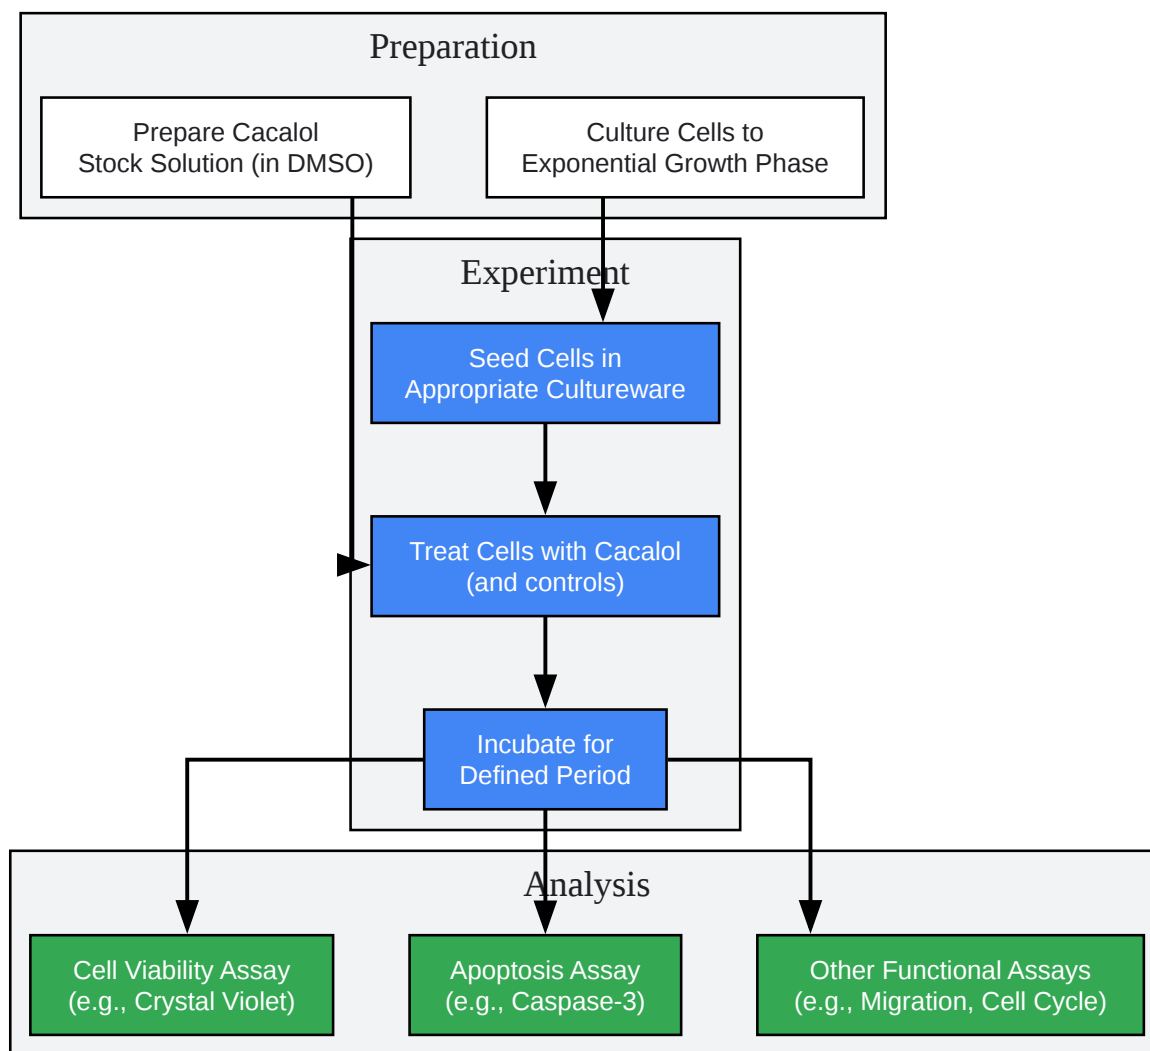 Preparation
Prepare Cacalol
Stock Solution (in DMSO)
Culture Cells to
Exponential Growth Phase
Experiment
Seed Cells in
Appropriate Cultureware
Treat Cells with Cacalol
(and controls)
Incubate for
Defined Period
Analysis
Cell Viability Assay
(e.g., Crystal Violet)
Apoptosis Assay
(e.g., Caspase-3)
Other Functional Assays
(e.g., Migration, Cell Cycle)